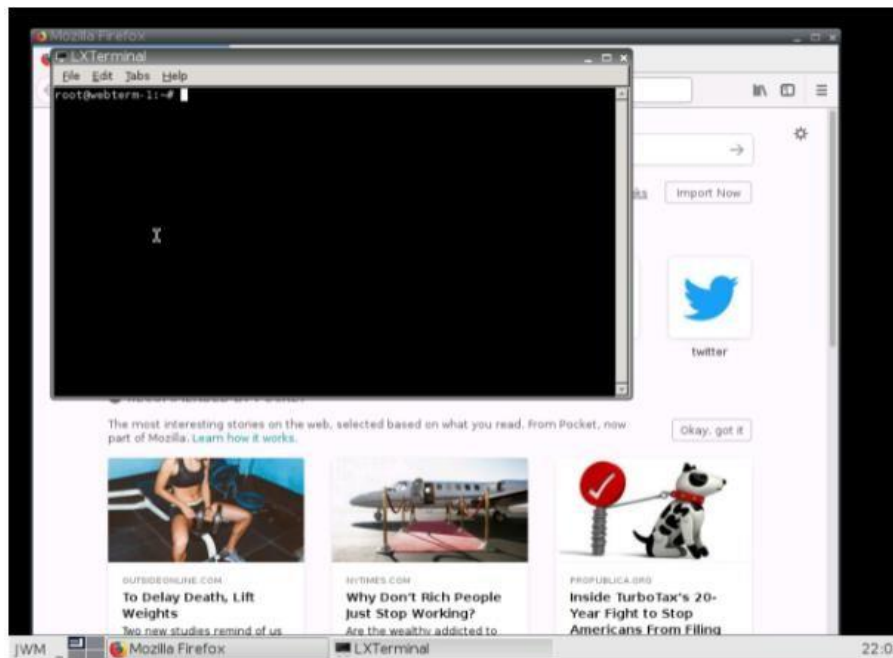 Mozilla Firefox
LXTerminal
File Edit Tabs Help
root@webterm-1:~#
Import Now
twitter
The most interesting stories on the web, selected based on what you read. From Pocket, now
part of Mozilla. Learn how it works.
Okay, got it
OUTSIDEONLINE.COM
To Delay Death, Lift
Weights
Two new studies remind of us
NYTIMES.COM
Why Don't Rich People
Just Stop Working?
Are the wealthy addicted to
PROPUBLICA.ORG
Inside TurboTax's 20-
Year Fight to Stop
Americans From Filing
JWM
Mozilla Firefox
LXTerminal